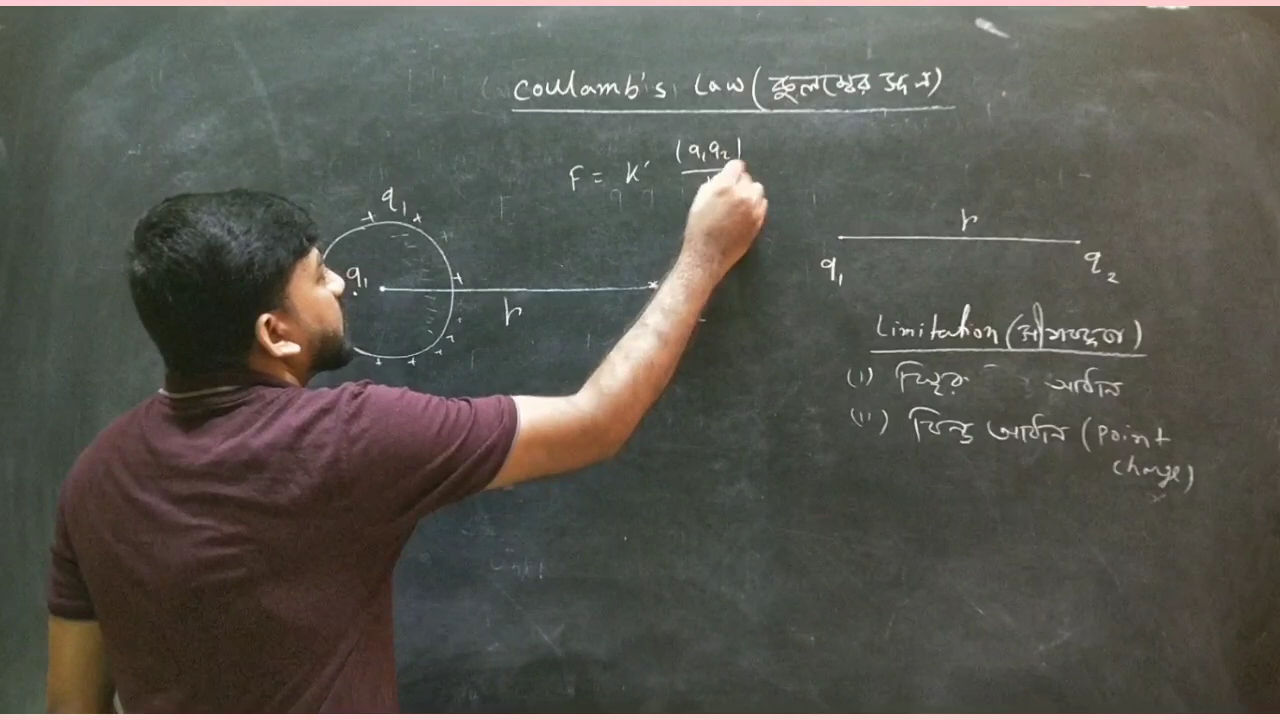 Coulamb's Law (কুলম্বের
F = K' |q₁q₂|
q₁
q₁
r
r
q₁
q₂
Limitation (সীমাবদ্ধতা)
(i) স্থির আধান
(ii) বিন্দু আধান (Point
charge)